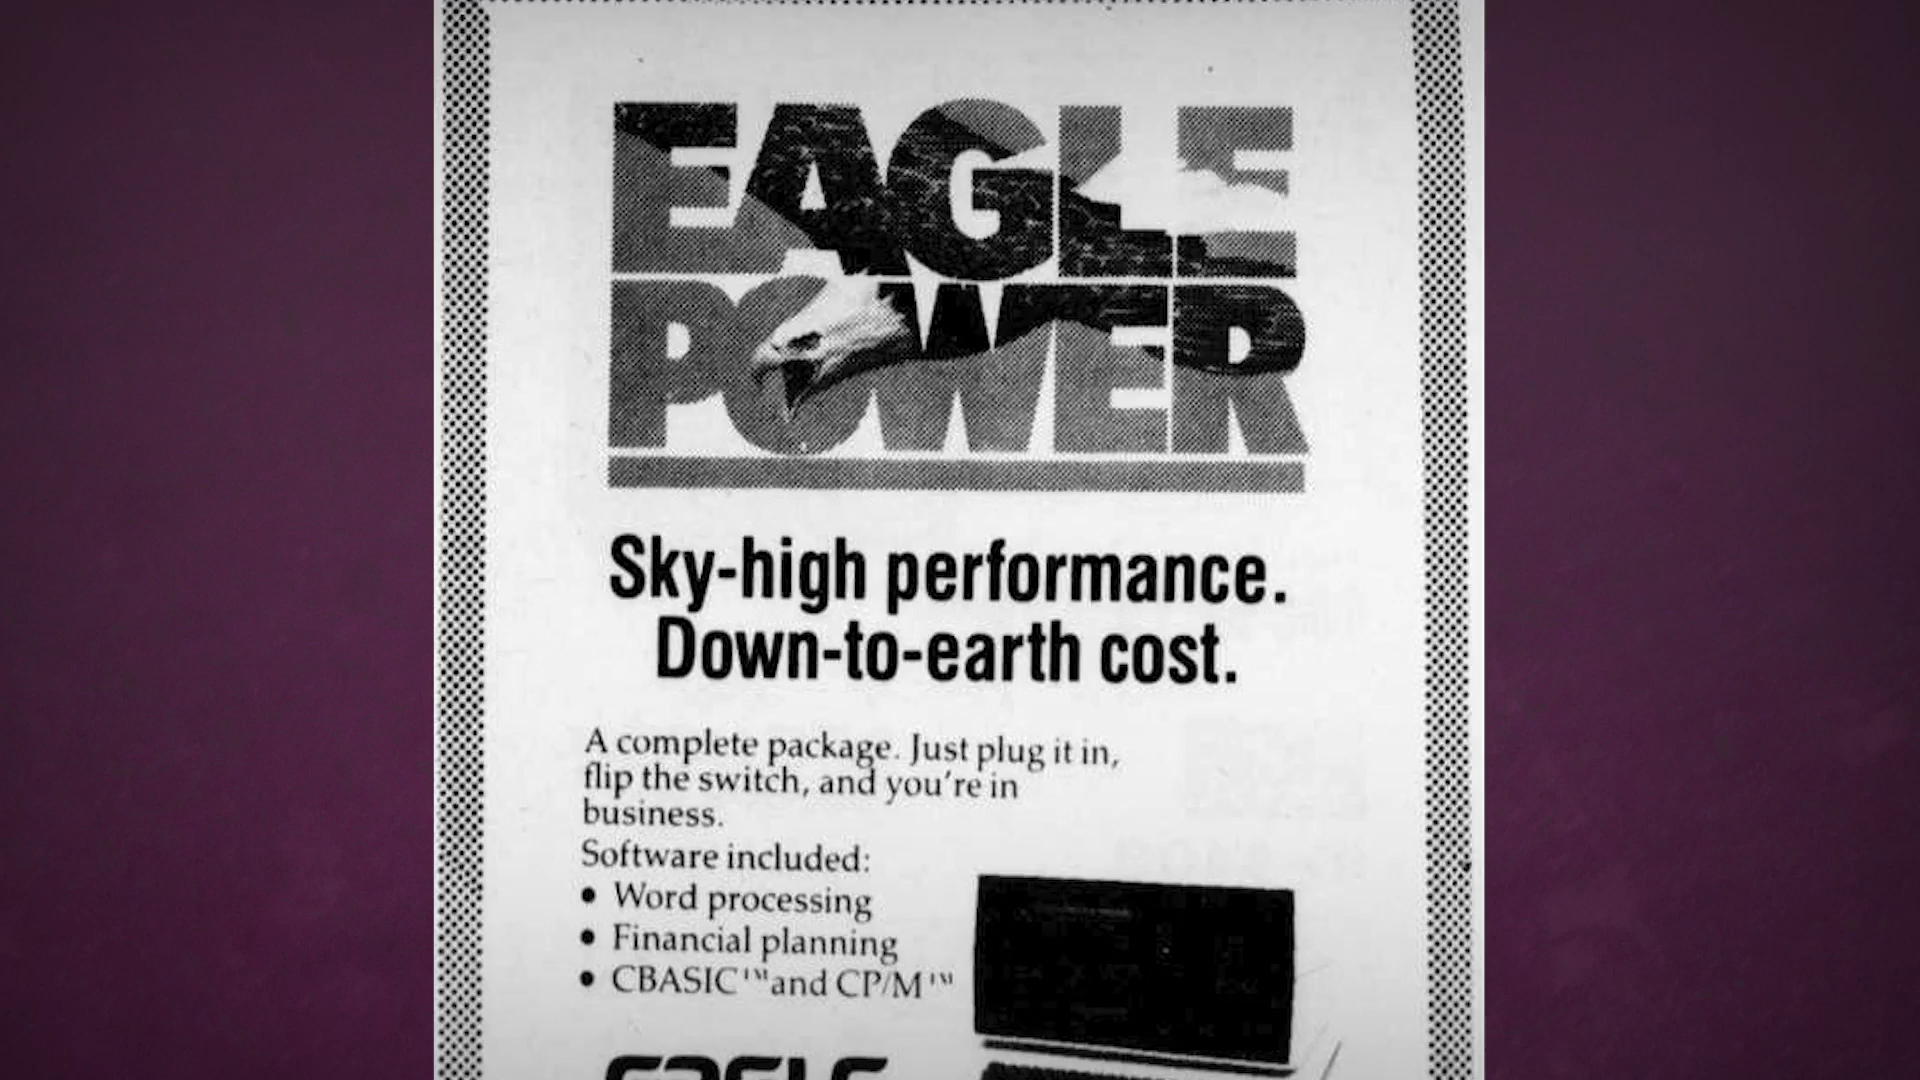 EAGLE
POWER
Sky-high performance.
Down-to-earth cost.
A complete package. Just plug it in,
flip the switch, and you're in
business.
Software included:
• Word processing
• Financial planning
• CBASIC™ and CP/M™
EAGLE